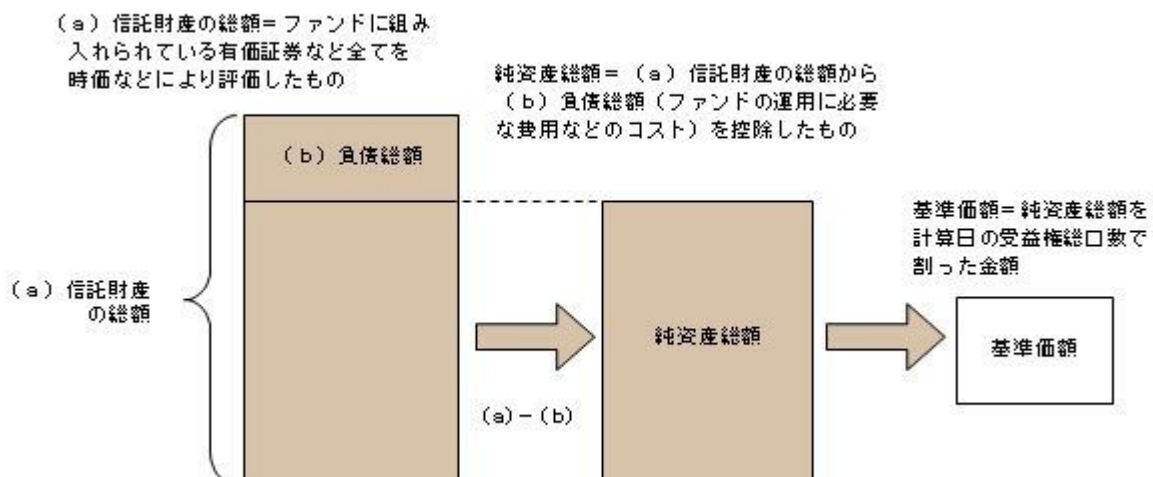 （a）信託財産の総額＝ファンドに組み
入れられている有価証券など全てを
時価などにより評価したもの
純資産総額＝（a）信託財産の総額から
（b）負債総額（ファンドの運用に必要
な費用などのコスト）を控除したもの
（b）負債総額
基準価額＝純資産総額を
計算日の受益権総口数で
割った金額
（a）信託財産
の総額
純資産総額
基準価額
（a）－（b）